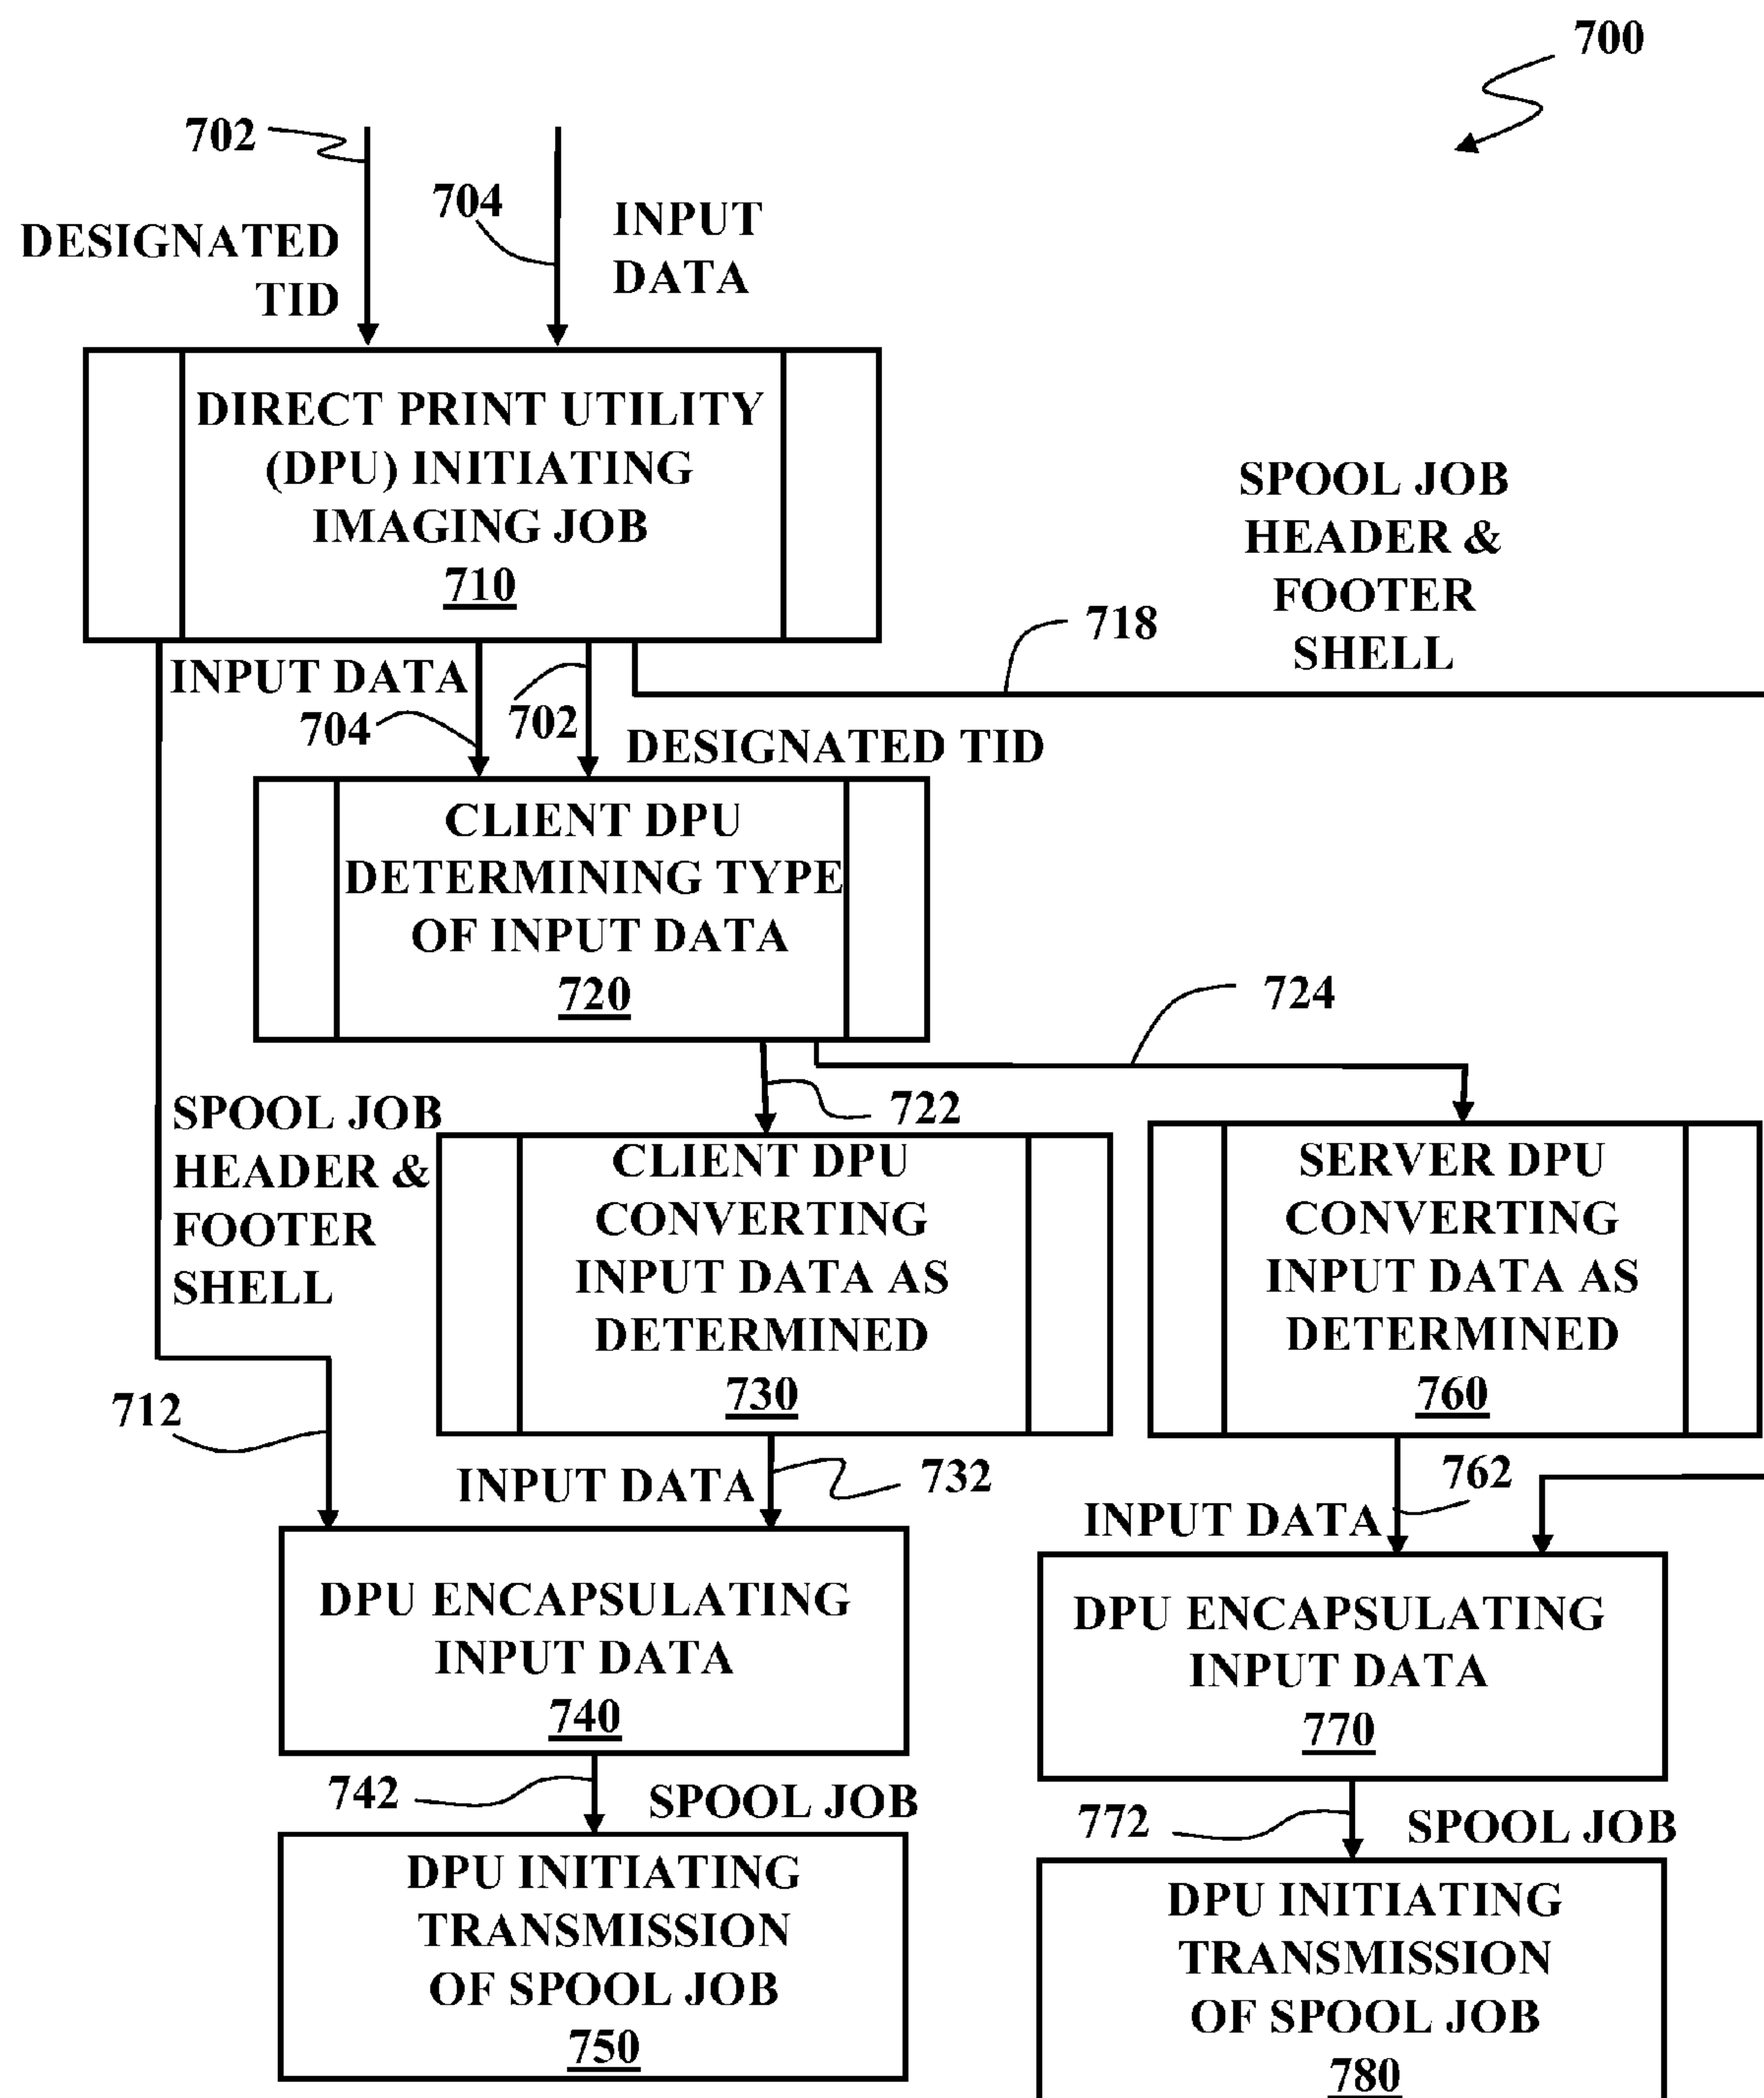 700
702
704
DESIGNATED
TID
INPUT
DATA
DIRECT PRINT UTILITY
(DPU) INITIATING
IMAGING JOB
710
SPOOL JOB
HEADER &
FOOTER
SHELL
718
INPUT DATA
704
702
DESIGNATED TID
CLIENT DPU
DETERMINING TYPE
OF INPUT DATA
720
724
722
SPOOL JOB
HEADER &
FOOTER
SHELL
CLIENT DPU
CONVERTING
INPUT DATA AS
DETERMINED
730
SERVER DPU
CONVERTING
INPUT DATA AS
DETERMINED
760
712
INPUT DATA
732
INPUT DATA
762
DPU ENCAPSULATING
INPUT DATA
740
DPU ENCAPSULATING
INPUT DATA
770
742
SPOOL JOB
772
SPOOL JOB
DPU INITIATING
TRANSMISSION
OF SPOOL JOB
750
DPU INITIATING
TRANSMISSION
OF SPOOL JOB
780